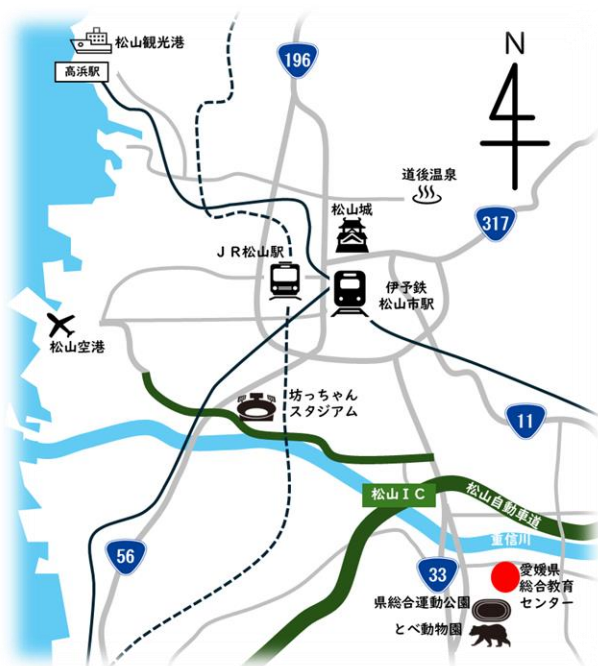 松山観光港
高浜駅
196
N
道後温泉
松山城
317
JR松山駅
伊予鉄
松山市駅
松山空港
坊っちゃん
スタジアム
11
松山IC
松山自動車道
重信川
56
33
愛媛県
総合教育
センター
県総合運動公園
とべ動物園